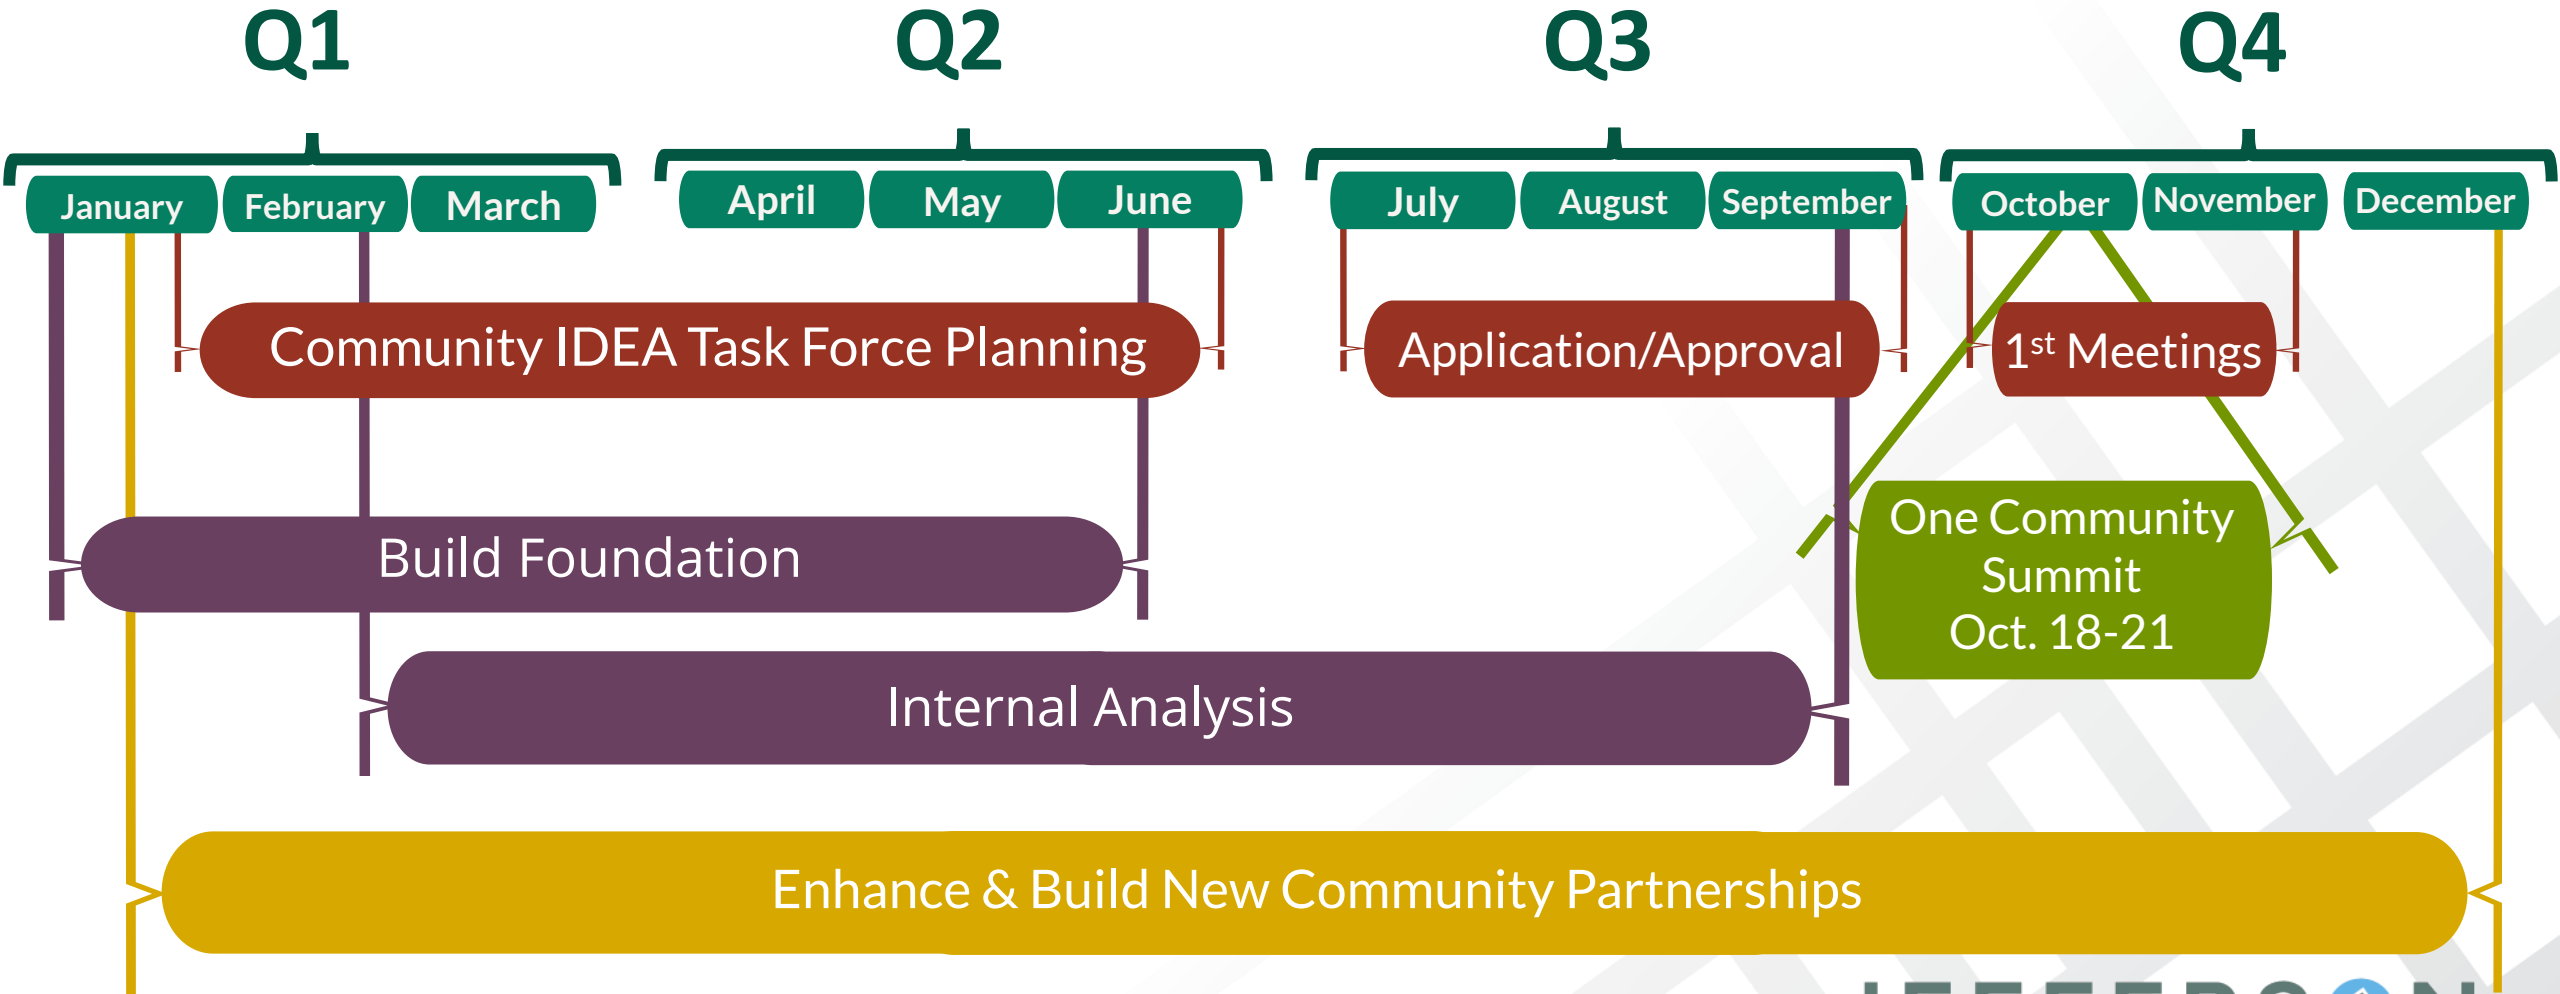 Q1 Q2 Q3 Q4
January February March April May June July August September October November December
Community IDEA Task Force Planning
Application/Approval
1st Meetings
Build Foundation
One Community
Summit
Oct. 18-21
Internal Analysis
Enhance & Build New Community Partnerships